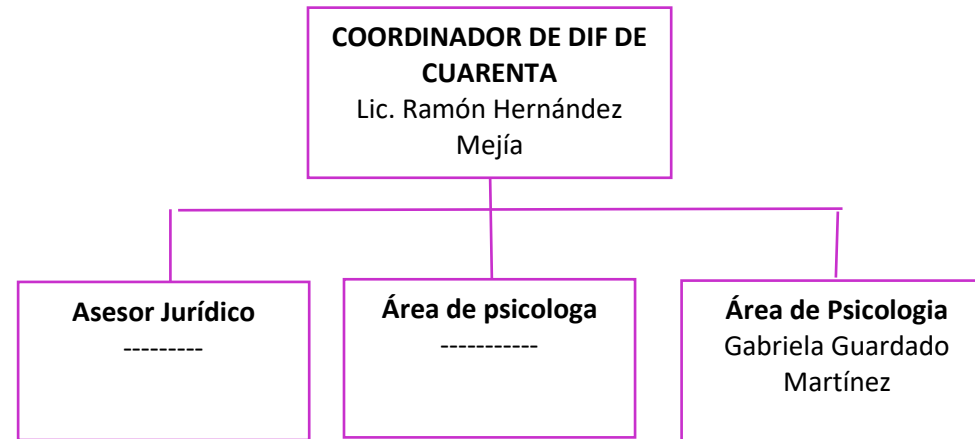 COORDINADOR DE DIF DE
CUARENTA
Lic. Ramón Hernández
Mejía
Asesor Jurídico
---------
Área de psicologa
-----------
Área de Psicologia
Gabriela Guardado
Martínez